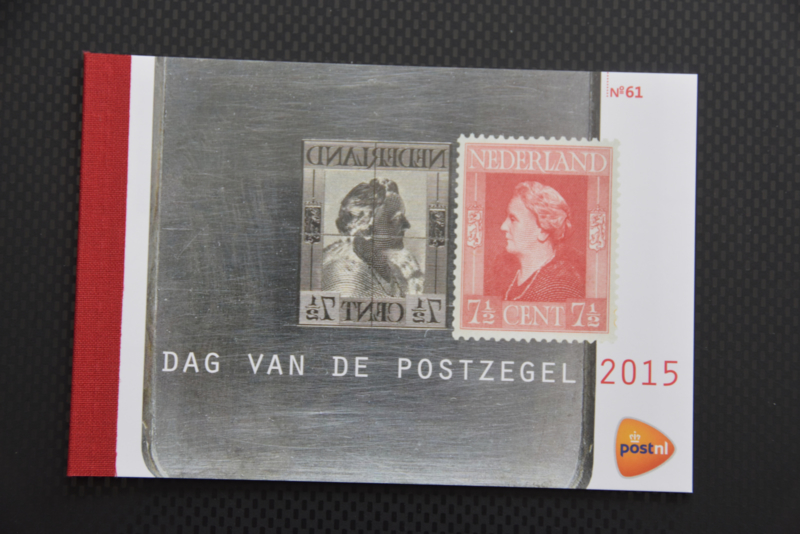 Nº61
NEDERLAND
NEDERLAND
7½ CENT 7½
7½ CENT 7½
DAG VAN DE POSTZEGEL 2015
postnl